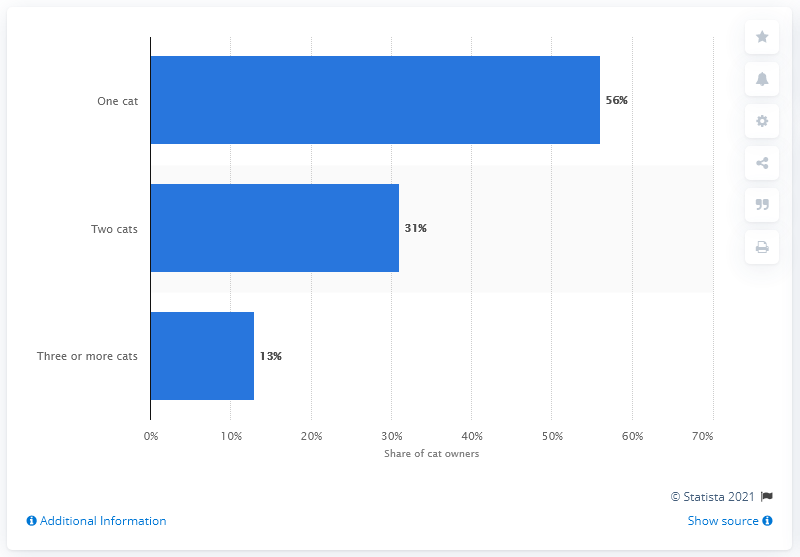 One cat
56%
Two cats
31%
Three or more cats
13%
0% 10% 20% 30% 40% 50% 60% 70%
Share of cat owners
© Statista 2021
Additional Information
Show source